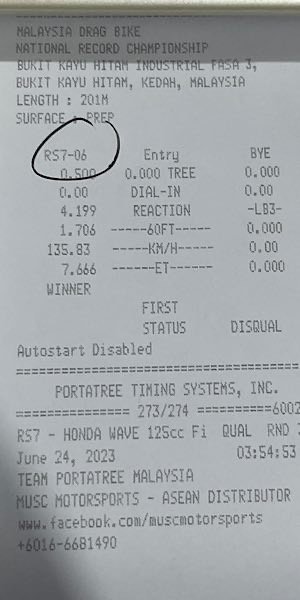 MALAYSIA DRAG BIKE
NATIONAL RECORD CHAMPIONSHIP
BUKIT KAYU HITAM INDUSTRIAL FASA 3,
BUKIT KAYU HITAM, KEDAH, MALAYSIA
LENGTH : 201M
SURFACE : PREP
RS7-06 Entry BYE
0.500 0.000 TREE 0.000
0.00 DIAL-IN 0.00
4.199 REACTION -LB3-
1.706 -----60FT----- 0.000
135.83 -----KM/H----- 0.00
7.666 ------ET------ 0.000
WINNER
FIRST
STATUS DISQUAL
Autostart Disabled
===================================
PORTATREE TIMING SYSTEMS, INC.
=============== 273/274 ==========6002
RS7 - HONDA WAVE 125cc Fi QUAL RND
June 24, 2023 03:54:53
TEAM PORTATREE MALAYSIA
MUSC MOTORSPORTS - ASEAN DISTRIBUTOR
www.facebook.com/muscmotorsports
+6016-6681490